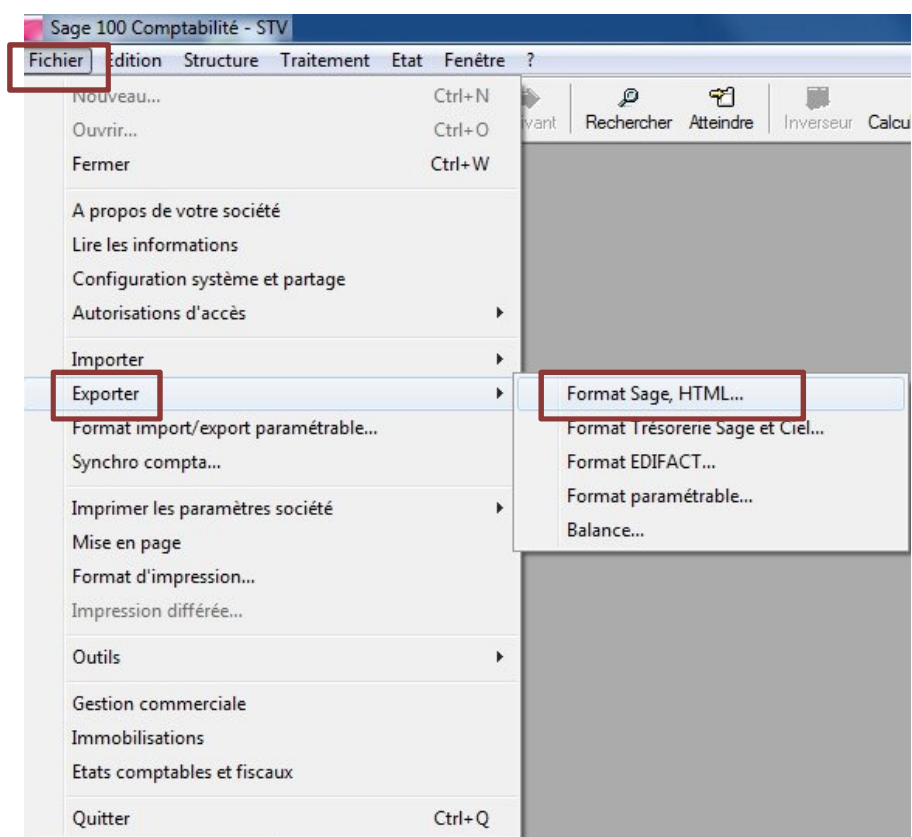 Sage 100 Comptabilité - STV
Fichier Edition Structure Traitement Etat Fenêtre ?
Nouveau... Ctrl+N
Ouvrir... Ctrl+O
Fermer Ctrl+W
ivant Rechercher Atteindre Inverseur Calcu
A propos de votre société
Lire les informations
Configuration système et partage
Autorisations d'accès
Importer
Exporter
Format import/export paramétrable...
Synchro compta...
Imprimer les paramètres société
Mise en page
Format d'impression...
Impression différée...
Outils
Gestion commerciale
Immobilisations
Etats comptables et fiscaux
Quitter Ctrl+Q
Format Sage, HTML...
Format Trésorerie Sage et Ciel...
Format EDIFACT...
Format paramétrable...
Balance...